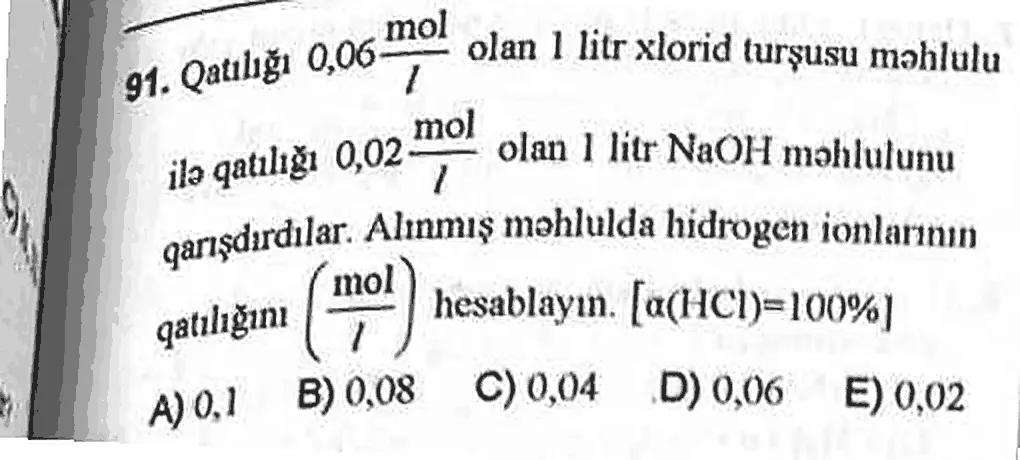 91. Qatılığı 0,06 mol/l olan 1 litr xlorid turşusu məhlulu
ilə qatılığı 0,02 mol/l olan 1 litr NaOH məhlulunu
qarışdırdılar. Alınmış məhlulda hidrogen ionlarının
qatılığını (mol/l) hesablayın. [α(HCl)=100%]
A) 0,1 B) 0,08 C) 0,04 D) 0,06 E) 0,02